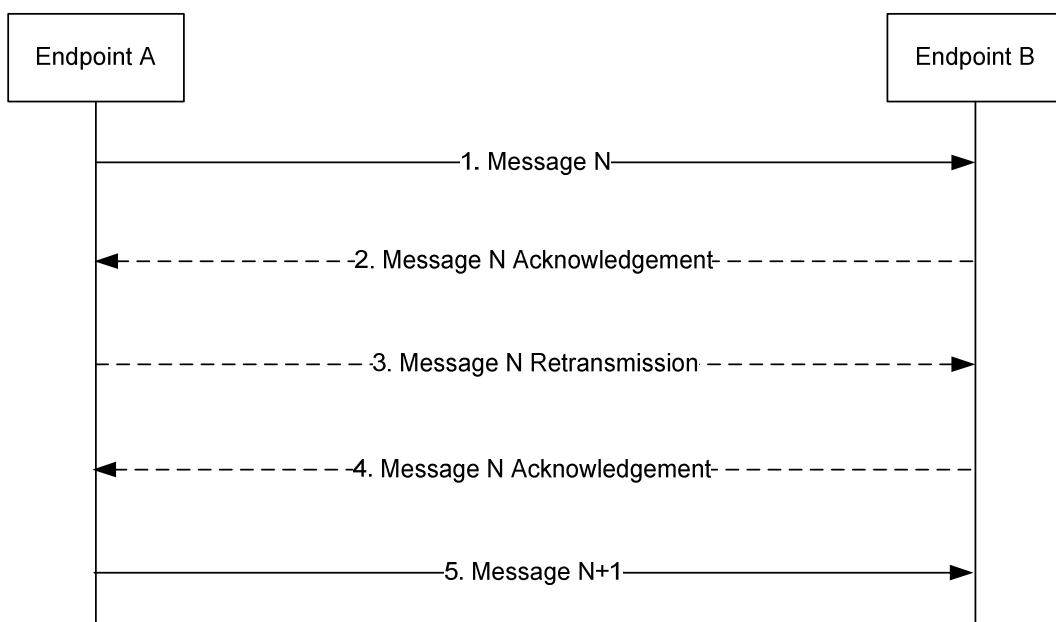 Endpoint A
Endpoint B
1. Message N
2. Message N Acknowledgement
3. Message N Retransmission
4. Message N Acknowledgement
5. Message N+1